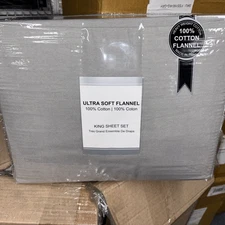 100%
COTTON
FLANNEL
ULTRA SOFT FLANNEL
100% Cotton | 100% Coton
KING SHEET SET